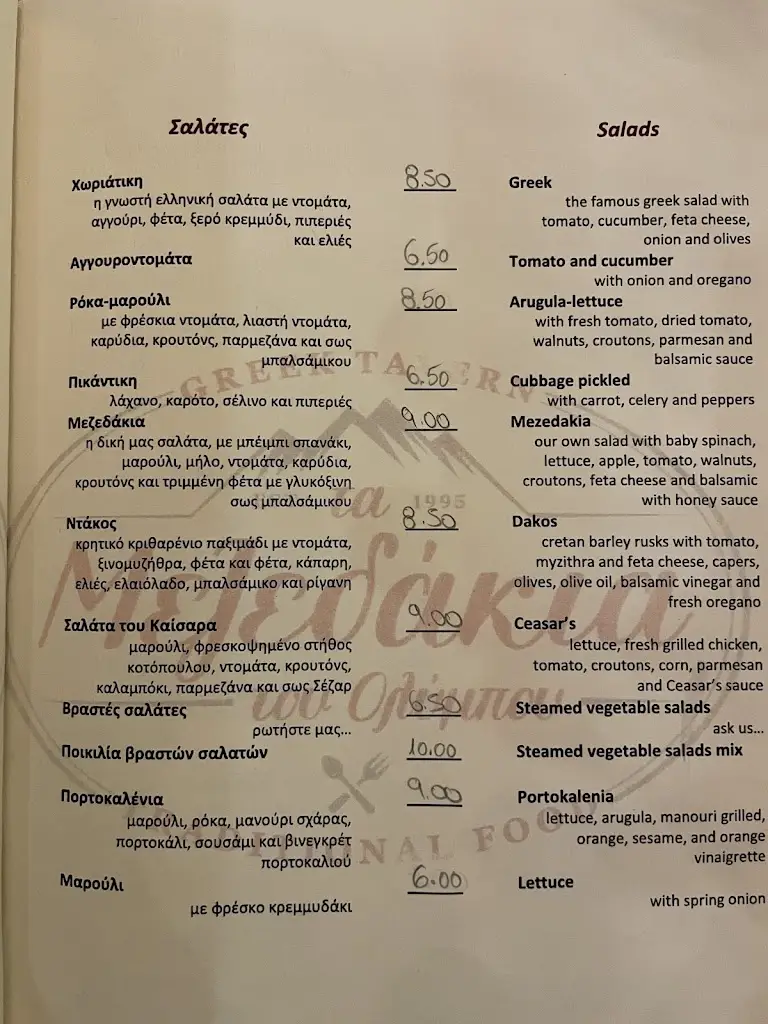 Σαλάτες
Salads
Χωριάτικη 8.50 Greek
η γνωστή ελληνική σαλάτα με ντομάτα, the famous greek salad with
αγγούρι, φέτα, ξερό κρεμμύδι, πιπεριές tomato, cucumber, feta cheese,
και ελιές onion and olives
Αγγουροντομάτα 6.50 Tomato and cucumber
with onion and oregano
Ρόκα-μαρούλι 8.50 Arugula-lettuce
με φρέσκια ντομάτα, λιαστή ντομάτα, with fresh tomato, dried tomato,
καρύδια, κρουτόνς, παρμεζάνα και σως walnuts, croutons, parmesan and
μπαλσάμικου balsamic sauce
Πικάντικη 6.50 Cubbage pickled
λάχανο, καρότο, σέλινο και πιπεριές with carrot, celery and peppers
Μεζεδάκια 9.00 Mezedakia
η δική μας σαλάτα, με μπέιμπι σπανάκι, our own salad with baby spinach,
μαρούλι, μήλο, ντομάτα, καρύδια, lettuce, apple, tomato, walnuts,
κρουτόνς και τριμμένη φέτα με γλυκόξινη croutons, feta cheese and balsamic
σως μπαλσάμικου with honey sauce
Ντάκος 8.50 Dakos
κρητικό κριθαρένιο παξιμάδι με ντομάτα, cretan barley rusks with tomato,
ξινομυζήθρα, φέτα και φέτα, κάπαρη, myzithra and feta cheese, capers,
ελιές, ελαιόλαδο, μπαλσάμικο και ρίγανη olives, olive oil, balsamic vinegar and
fresh oregano
Σαλάτα του Καίσαρα 9.00 Ceasar's
μαρούλι, φρεσκοψημένο στήθος lettuce, fresh grilled chicken,
κοτόπουλου, ντομάτα, κρουτόνς, tomato, croutons, corn, parmesan
καλαμπόκι, παρμεζάνα και σως Σέζαρ and Ceasar's sauce
Βραστές σαλάτες 6.50 Steamed vegetable salads
ρωτήστε μας... ask us...
Ποικιλία βραστών σαλατών 10.00 Steamed vegetable salads mix
Πορτοκαλένια 9.00 Portokalenia
μαρούλι, ρόκα, μανούρι σχάρας, lettuce, arugula, manouri grilled,
πορτοκάλι, σουσάμι και βινεγκρέτ orange, sesame, and orange
πορτοκαλιού vinaigrette
Μαρούλι 6.00 Lettuce
με φρέσκο κρεμμυδάκι with spring onion
GREEK TAVERN
1995
τα
Μεζεδάκια
του Ολύμπου
TRADITIONAL FOOD